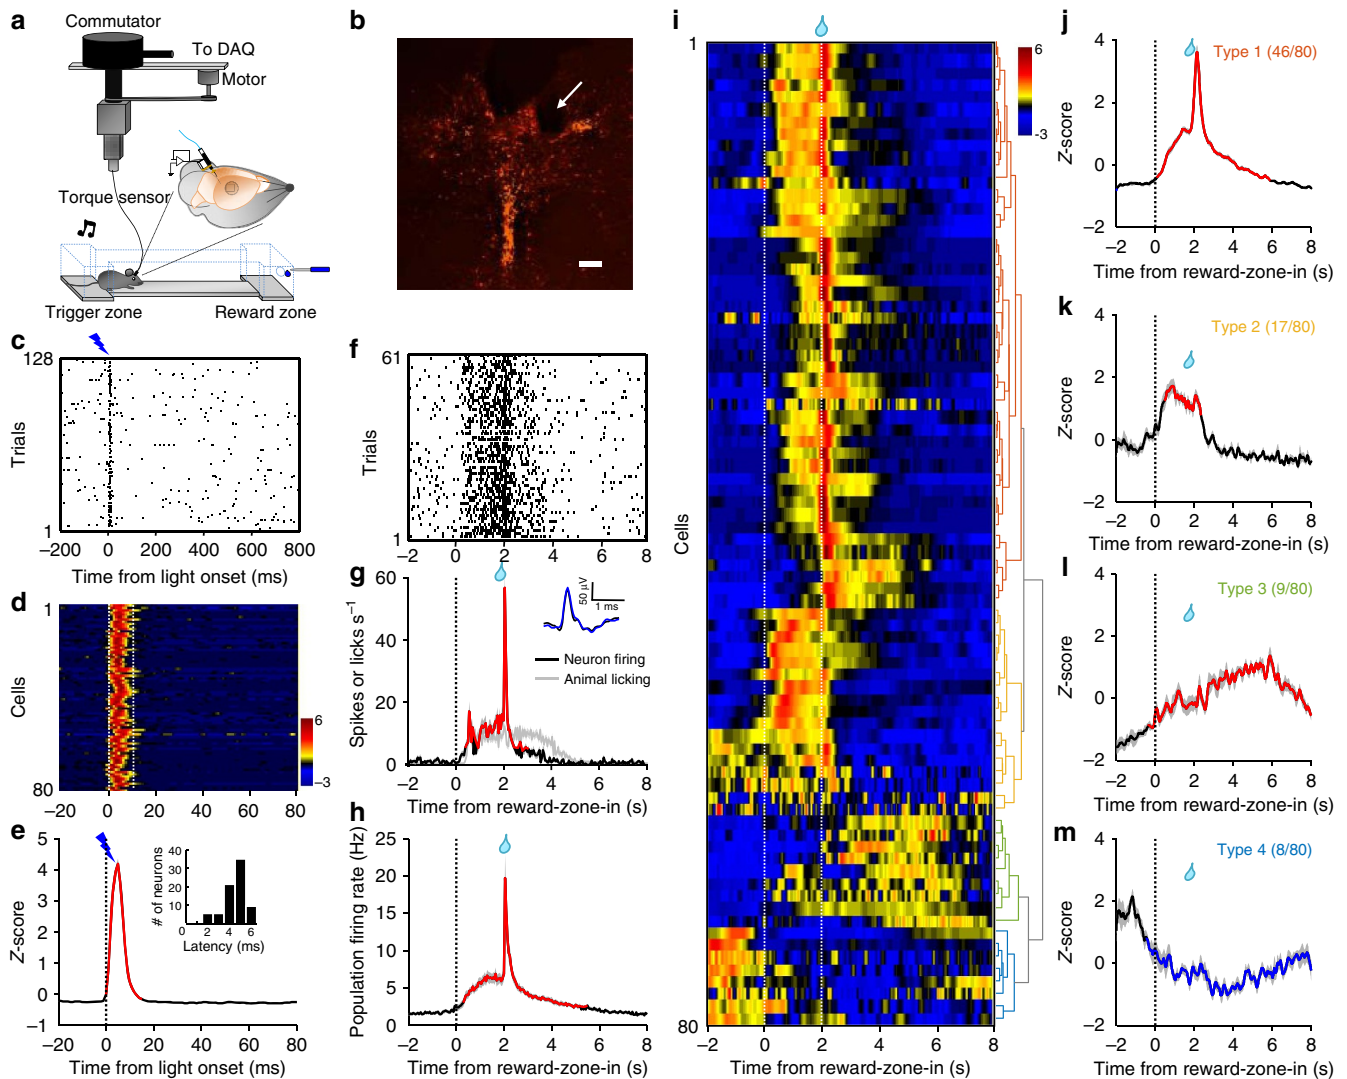 a
Commutator
To DAQ
Motor
Torque sensor
Trigger zone
Reward zone
b
c
128
Trials
1
–200 0 200 400 600 800
Time from light onset (ms)
d
1
Cells
80
6
–3
–20 0 20 40 60 80
e
5
4
3
2
1
0
–1
Z-score
–20 0 20 40 60 80
Time from light onset (ms)
# of neurons
40
30
20
10
0 2 4 6
Latency (ms)
f
61
Trials
1
–2 0 2 4 6 8
g
60
40
20
0
Spikes or licks s–1
50 µV
1 ms
Neuron firing
Animal licking
–2 0 2 4 6 8
Time from reward-zone-in (s)
h
25
20
15
10
5
0
Population firing rate (Hz)
–2 0 2 4 6 8
Time from reward-zone-in (s)
i
1
Cells
80
6
-3
–2 0 2 4 6 8
Time from reward-zone-in (s)
j
Type 1 (46/80)
4
2
0
–2
Z-score
–2 0 2 4 6 8
Time from reward-zone-in (s)
k
Type 2 (17/80)
4
2
0
–2
Z-score
–2 0 2 4 6 8
Time from reward-zone-in (s)
l
Type 3 (9/80)
4
2
0
–2
Z-score
–2 0 2 4 6 8
Time from reward-zone-in (s)
m
Type 4 (8/80)
4
2
0
–2
Z-score
–2 0 2 4 6 8
Time from reward-zone-in (s)